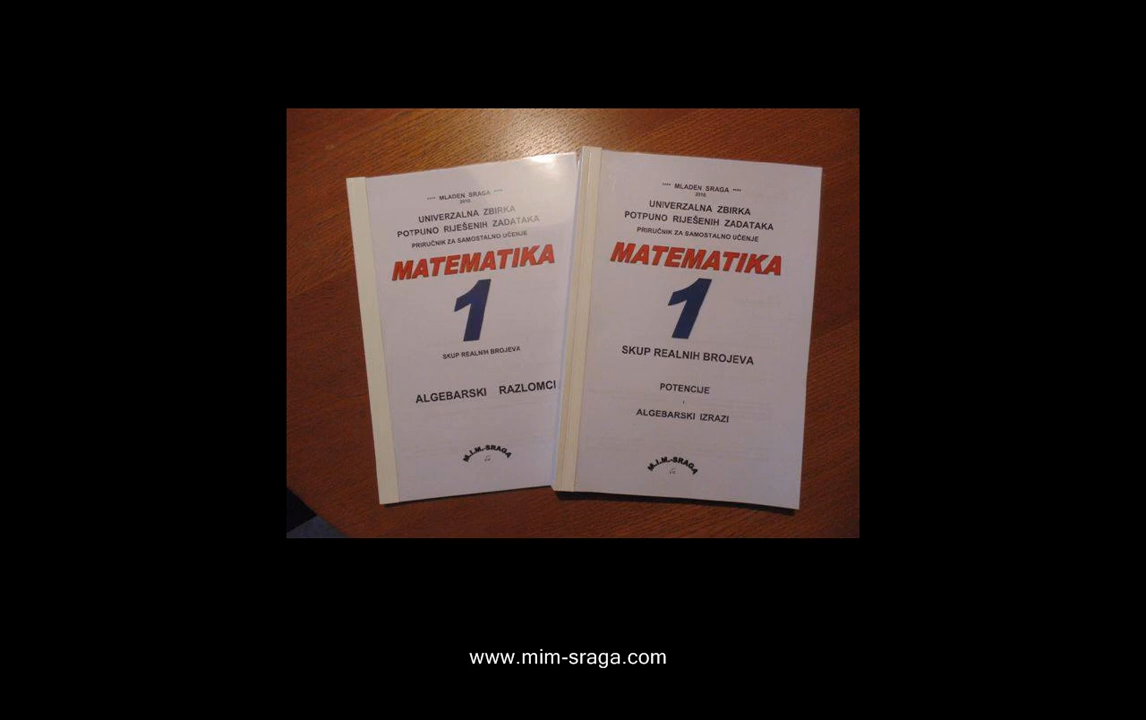 **** MLADEN SRAGA ****
2010.
UNIVERZALNA ZBIRKA
POTPUNO RIJEŠENIH ZADATAKA
PRIRUČNIK ZA SAMOSTALNO UČENJE
MATEMATIKA
1
SKUP REALNIH BROJEVA
ALGEBARSKI RAZLOMCI
M.I.M.-SRAGA
**** MLADEN SRAGA ****
2010.
UNIVERZALNA ZBIRKA
POTPUNO RIJEŠENIH ZADATAKA
PRIRUČNIK ZA SAMOSTALNO UČENJE
MATEMATIKA
1
SKUP REALNIH BROJEVA
POTENCIJE
I
ALGEBARSKI IZRAZI
M.I.M.-SRAGA
www.mim-sraga.com